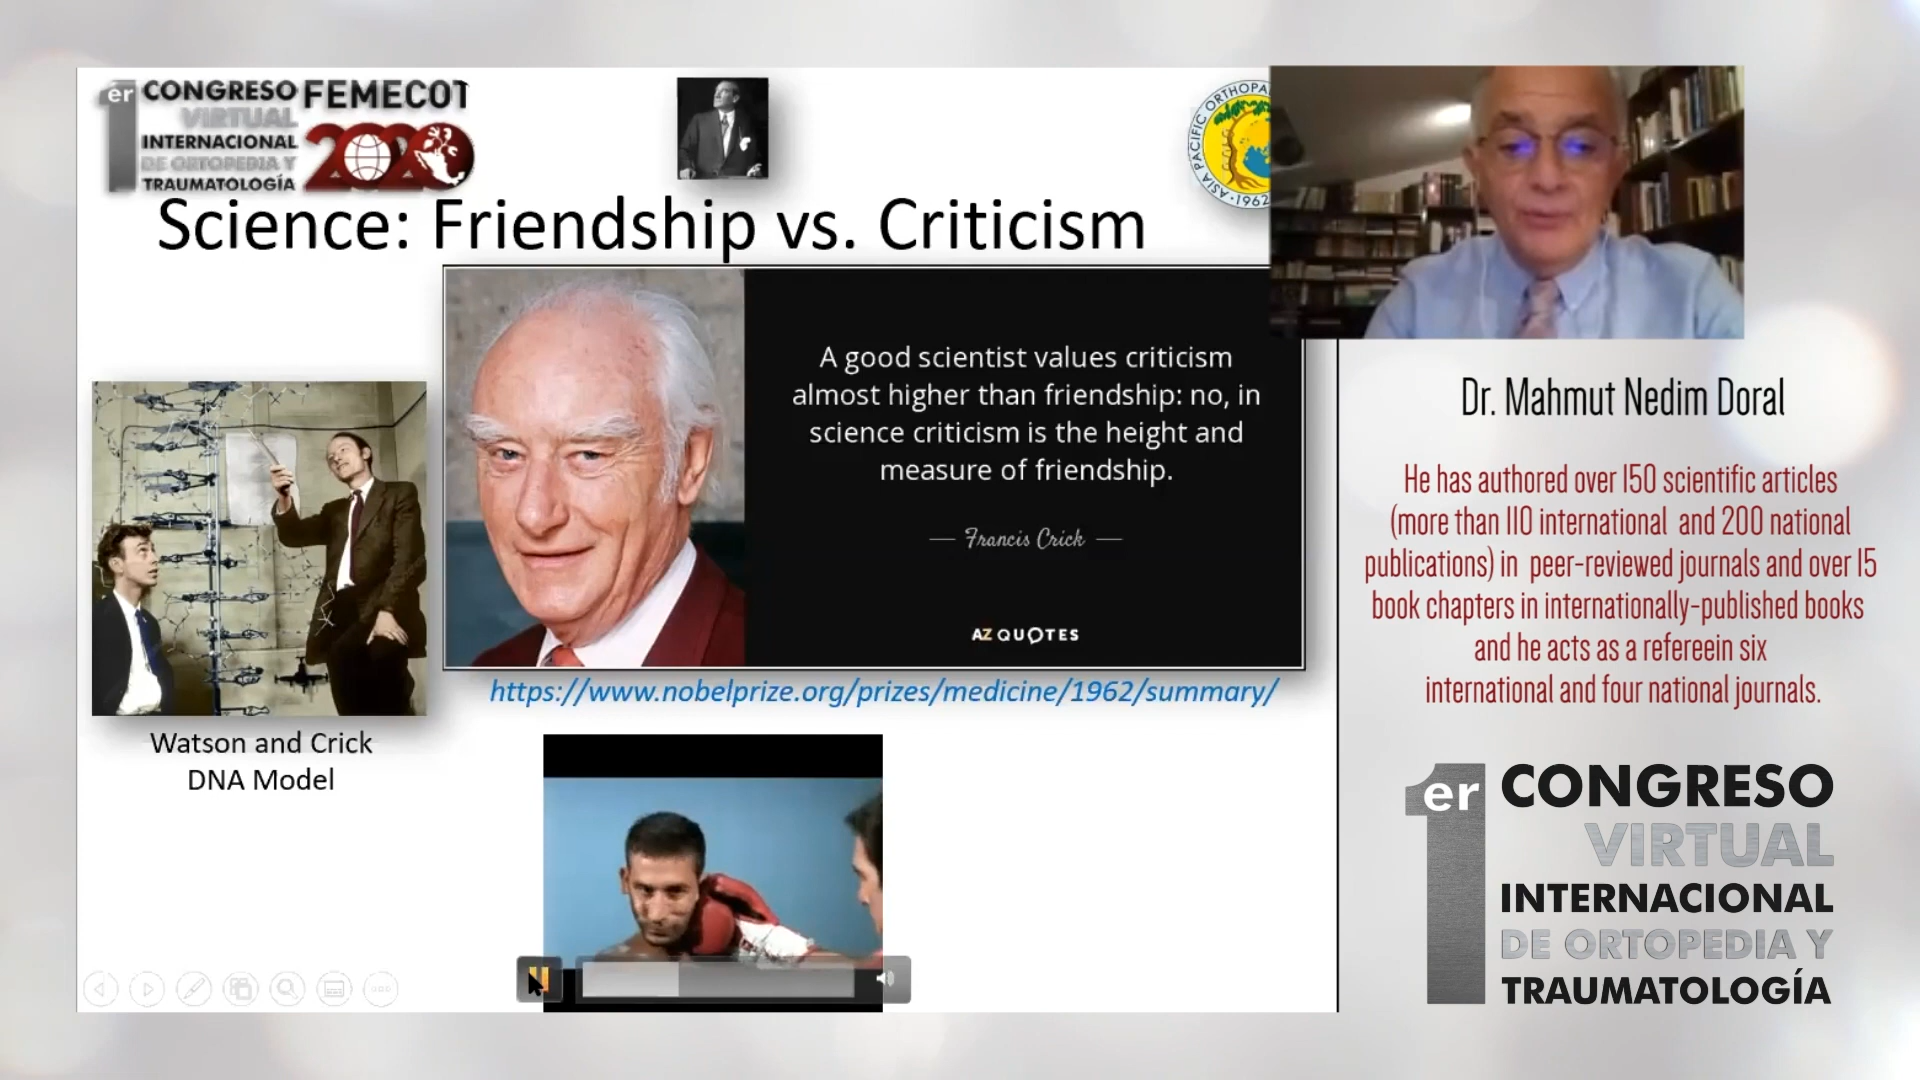 1er CONGRESO FEMECOT
VIRTUAL
INTERNACIONAL 2020
DE ORTOPEDIA Y
TRAUMATOLOGÍA
ASIA PACIFIC ORTHOPA
1962
Science: Friendship vs. Criticism
A good scientist values criticism
almost higher than friendship: no, in
science criticism is the height and
measure of friendship.
Francis Crick
AZ QUOTES
https://www.nobelprize.org/prizes/medicine/1962/summary/
Watson and Crick
DNA Model
Dr. Mahmut Nedim Doral
He has authored over 150 scientific articles
(more than 110 international and 200 national
publications) in peer-reviewed journals and over 15
book chapters in internationally-published books
and he acts as a refereein six
international and four national journals.
1er CONGRESO
VIRTUAL
INTERNACIONAL
DE ORTOPEDIA Y
TRAUMATOLOGÍA